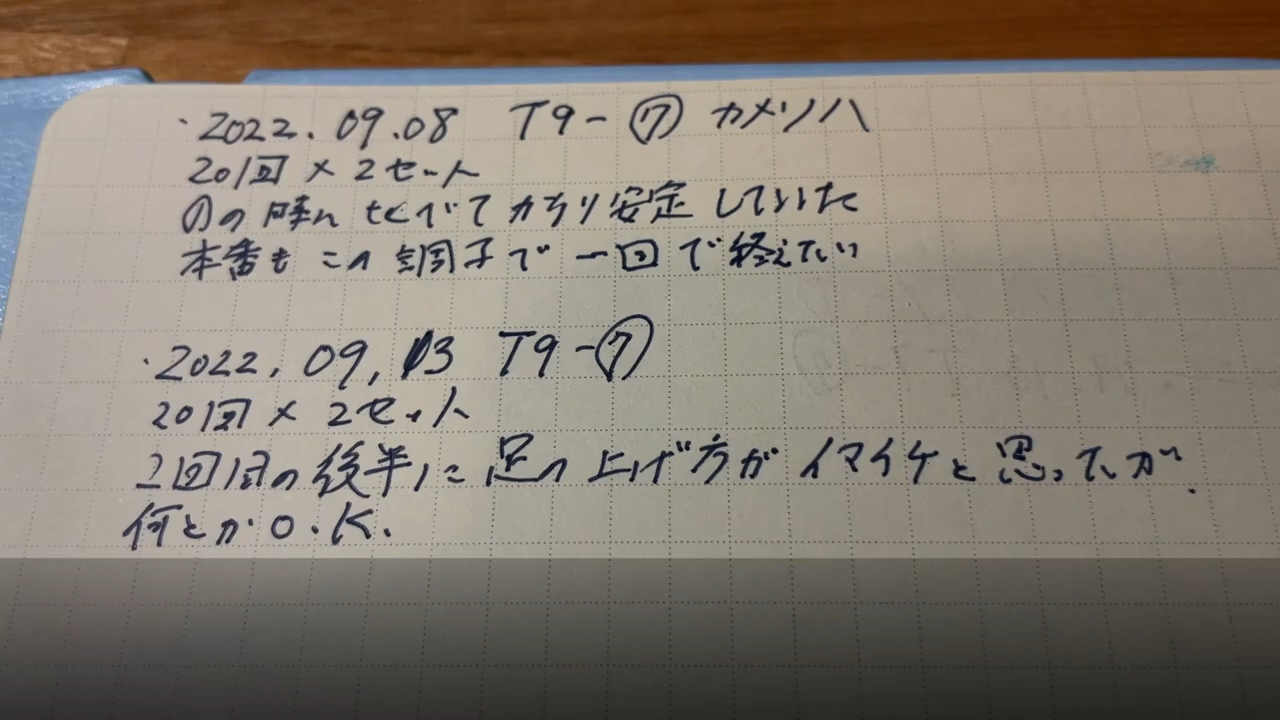 ・2022.09.08 T9-⑦ カメリハ
20回×2セット
の時にくらべてかなり安定していた
本番もこの調子で一回で終えたい
・2022.09,13 T9-⑦
20回×2セット
2回目の後半に足の上げ方がイマイチと思ったが、
何とかO.K.